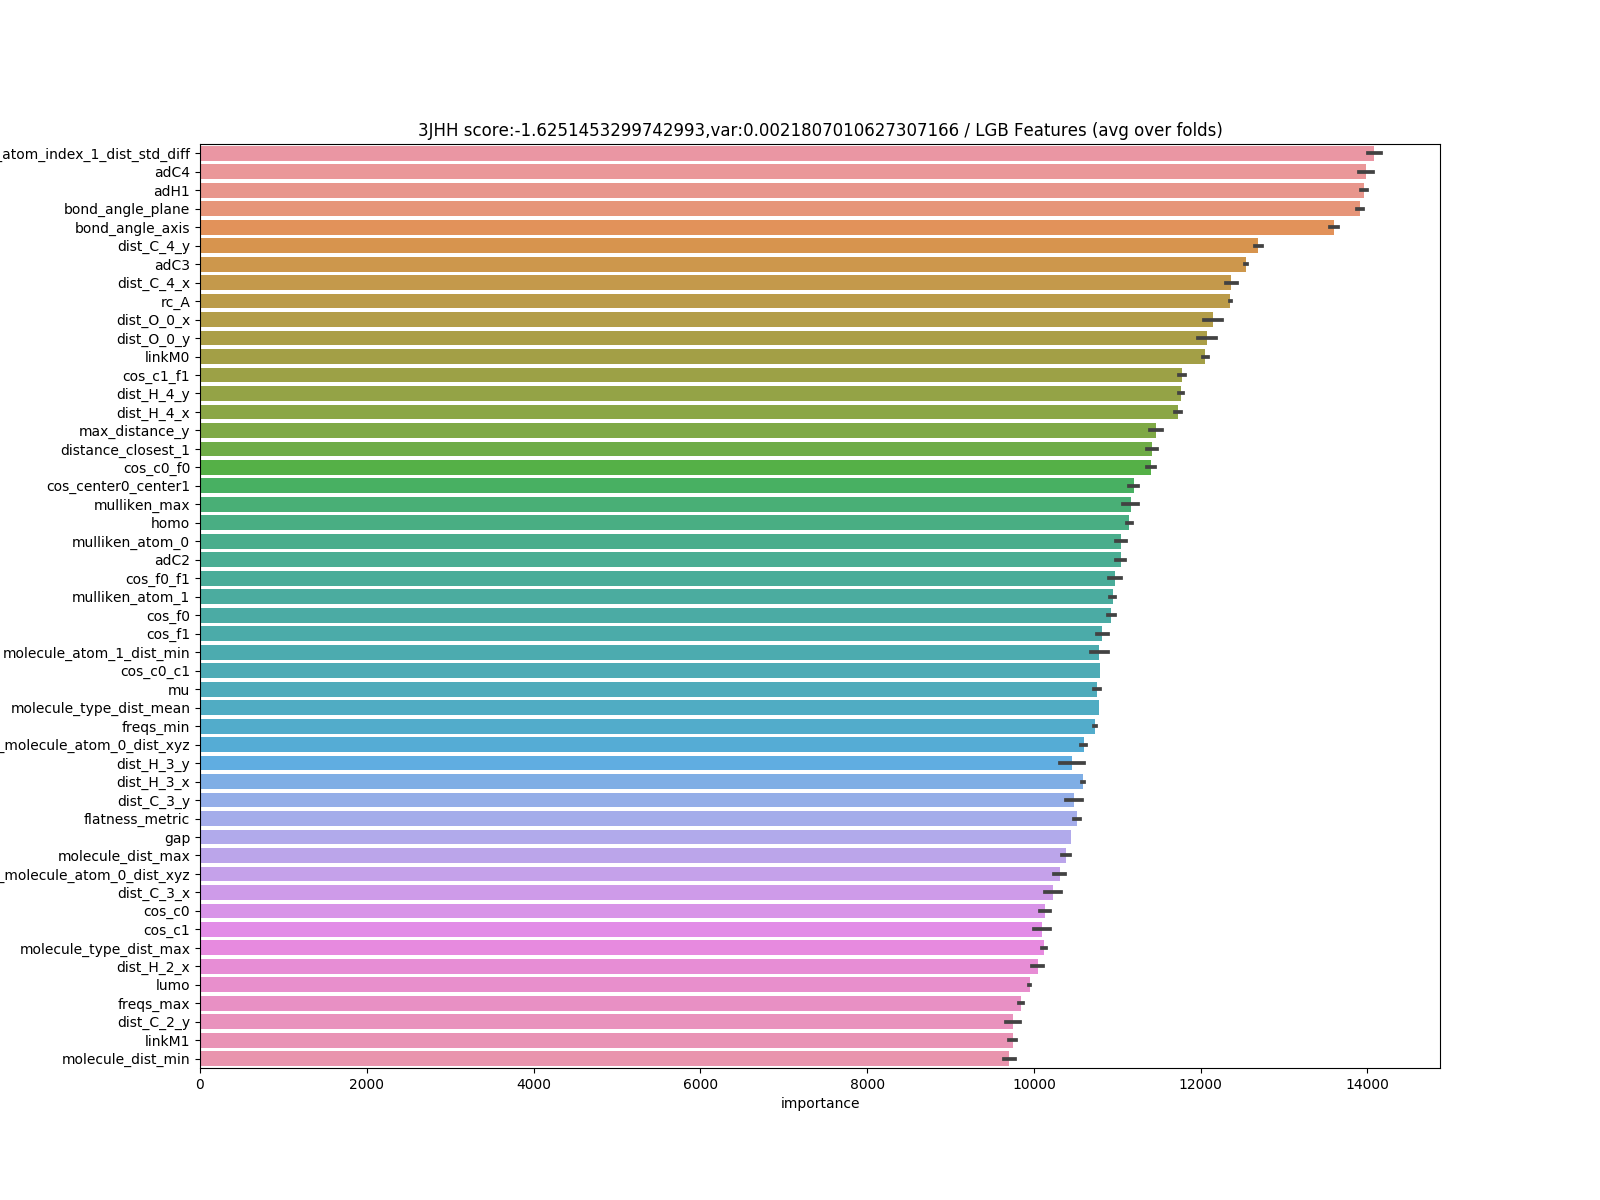 3JHH score:-1.6251453299742993,var:0.0021807010627307166 / LGB Features (avg over folds)
_atom_index_1_dist_std_diff
adC4
adH1
bond_angle_plane
bond_angle_axis
dist_C_4_y
adC3
dist_C_4_x
rc_A
dist_O_0_x
dist_O_0_y
linkM0
cos_c1_f1
dist_H_4_y
dist_H_4_x
max_distance_y
distance_closest_1
cos_c0_f0
cos_center0_center1
mulliken_max
homo
mulliken_atom_0
adC2
cos_f0_f1
mulliken_atom_1
cos_f0
cos_f1
molecule_atom_1_dist_min
cos_c0_c1
mu
molecule_type_dist_mean
freqs_min
_molecule_atom_0_dist_xyz
dist_H_3_y
dist_H_3_x
dist_C_3_y
flatness_metric
gap
molecule_dist_max
_molecule_atom_0_dist_xyz
dist_C_3_x
cos_c0
cos_c1
molecule_type_dist_max
dist_H_2_x
lumo
freqs_max
dist_C_2_y
linkM1
molecule_dist_min
0 2000 4000 6000 8000 10000 12000 14000
importance